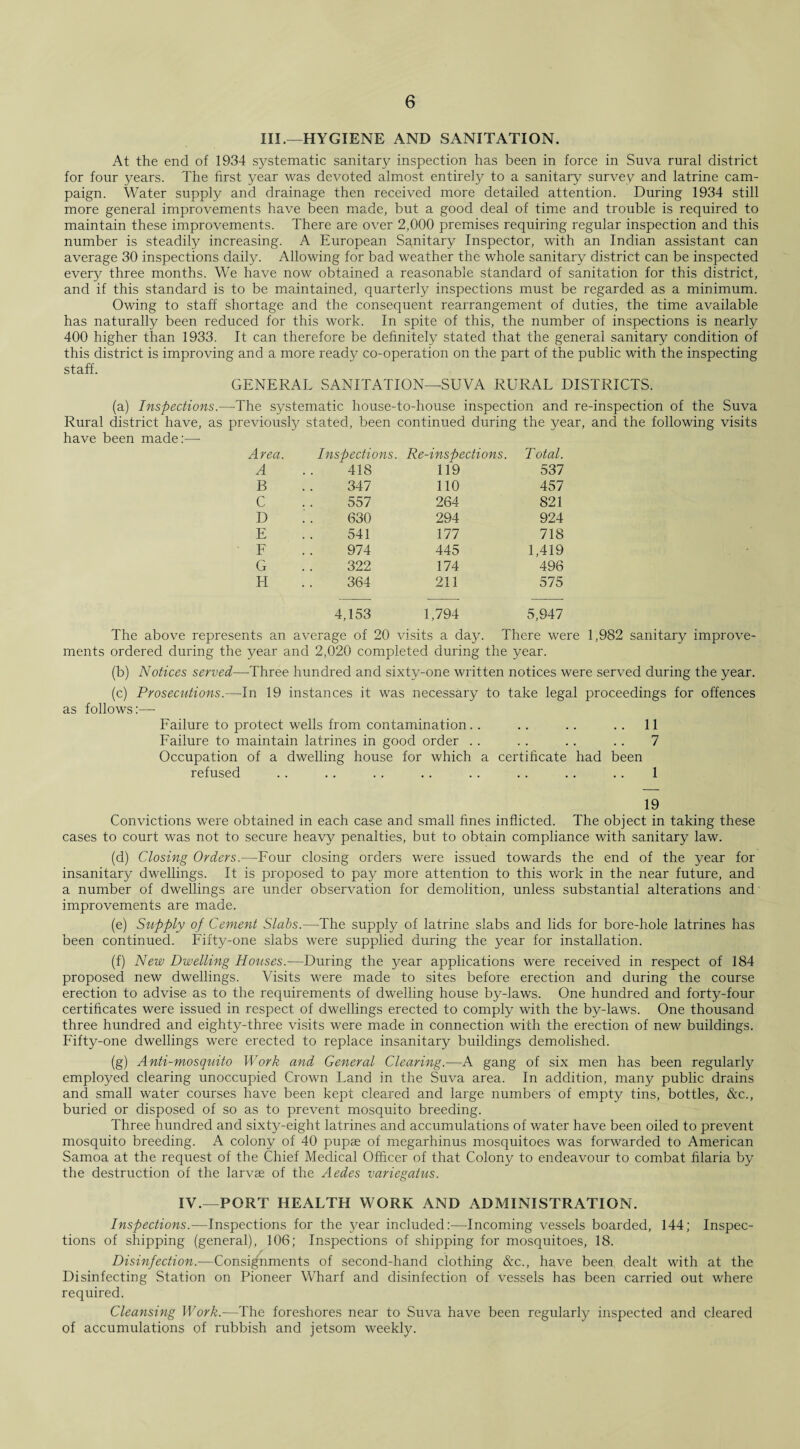 6
III.—HYGIENE AND SANITATION.
At the end of 1934 systematic sanitary inspection has been in force in Suva rural district
for four years. The first year was devoted almost entirely to a sanitary survey and latrine cam-
paign. Water supply and drainage then received more detailed attention. During 1934 still
more general improvements have been made, but a good deal of time and trouble is required to
maintain these improvements. There are over 2,000 premises requiring regular inspection and this
number is steadily increasing. A European Sanitary Inspector, with an Indian assistant can
average 30 inspections daily. Allowing for bad weather the whole sanitary district can be inspected
every three months. We have now obtained a reasonable standard of sanitation for this district,
and if this standard is to be maintained, quarterly inspections must be regarded as a minimum.
Owing to staff shortage and the consequent rearrangement of duties, the time available
has naturally been reduced for this work. In spite of this, the number of inspections is nearly
400 higher than 1933. It can therefore be definitely stated that the general sanitary condition of
this district is improving and a more ready co-operation on the part of the public with the inspecting
staff.
GENERAL SANITATION—SUVA RURAL DISTRICTS.
(a) Inspections.—The systematic house-to-house inspection and re-inspection of the Suva
Rural district have, as previously stated, been continued during the year, and the following visits
have been made:—
Area. Inspections. Re-inspections. Total.
A .. 418 119 537
B .. 347 110 457
C .. 557 264 821
D .. 630 294 924
E .. 541 177 718
F .. 974 445 1,419
G .. 322 174 496
H .. 364 211 575
4,153 1,794 5,947
The above represents an average of 20 visits a day. There were 1,982 sanitary improve-
ments ordered during the year and 2,020 completed during the year.
(b) Notices served—Three hundred and sixty-one written notices were served during the year.
(c) Prosecutions.—In 19 instances it was necessary to take legal proceedings for offences
as follows:—
Failure to protect wells from contamination .. .. .. .. 11
Failure to maintain latrines in good order .. .. .. .. 7
Occupation of a dwelling house for which a certificate had been
refused .. .. .. .. .. .. .. .. 1
19
Convictions were obtained in each case and small fines inflicted. The object in taking these
cases to court was not to secure heavy penalties, but to obtain compliance with sanitary law.
(d) Closing Orders.—Four closing orders were issued towards the end of the year for
insanitary dwellings. It is proposed to pay more attention to this work in the near future, and
a number of dwellings are under observation for demolition, unless substantial alterations and
improvements are made.
(e) Supply of Cement Slabs.—The supply of latrine slabs and lids for bore-hole latrines has
been continued. Fifty-one slabs were supplied during the year for installation.
(f) New Dwelling Houses.—During the year applications were received in respect of 184
proposed new dwellings. Visits were made to sites before erection and during the course
erection to advise as to the requirements of dwelling house by-laws. One hundred and forty-four
certificates were issued in respect of dwellings erected to comply with the by-laws. One thousand
three hundred and eighty-three visits were made in connection with the erection of new buildings.
Fifty-one dwellings were erected to replace insanitary buildings demolished.
(g) Anti-mosquito Work and General Clearing.—A gang of six men has been regularly
employed clearing unoccupied Crown Land in the Suva area. In addition, many public drains
and small water courses have been kept cleared and large numbers of empty tins, bottles, &c.,
buried or disposed of so as to prevent mosquito breeding.
Three hundred and sixty-eight latrines and accumulations of water have been oiled to prevent
mosquito breeding. A colony of 40 pupæ of megarhinus mosquitoes was forwarded to American
Samoa at the request of the Chief Medical Officer of that Colony to endeavour to combat filaria by
the destruction of the larvæ of the Aedes variegatus.
IV.—PORT HEALTH WORK AND ADMINISTRATION.
Inspections.—Inspections for the year included:—Incoming vessels boarded, 144; Inspec-
tions of shipping (general), 106; Inspections of shipping for mosquitoes, 18.
Disinfection.—Consignments of second-hand clothing &c., have been dealt with at the
Disinfecting Station on Pioneer Wharf and disinfection of vessels has been carried out where
required.
Cleansing Work.—The foreshores near to Suva have been regularly inspected and cleared
of accumulations of rubbish and jetsom weekly.